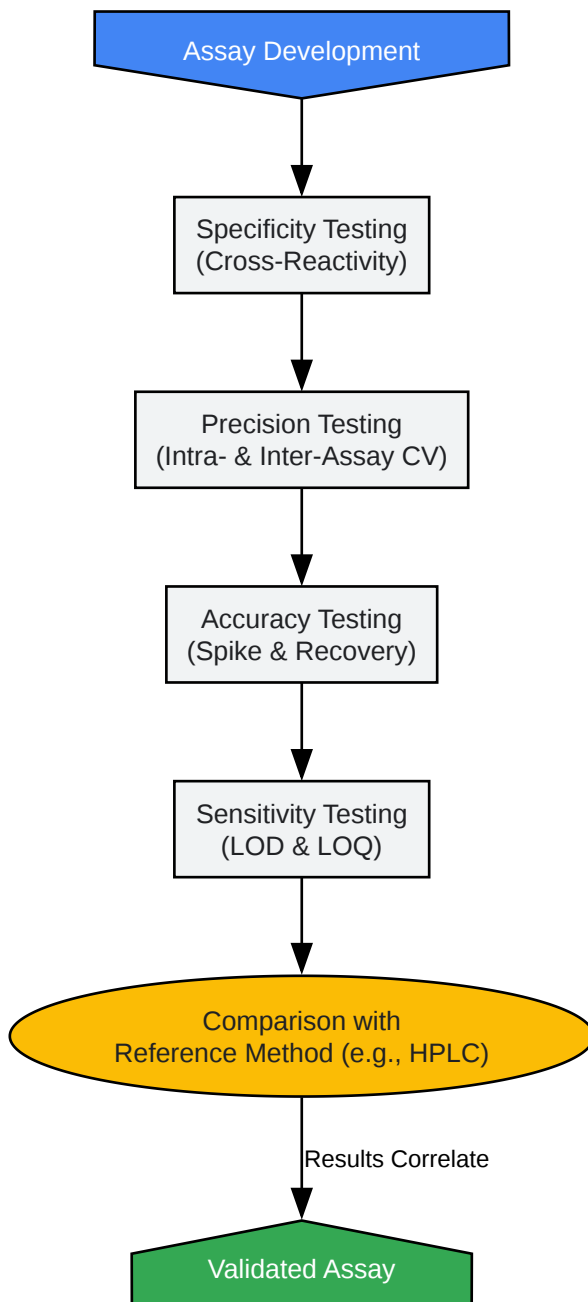 Assay Development
Specificity Testing
(Cross-Reactivity)
Precision Testing
(Intra- & Inter-Assay CV)
Accuracy Testing
(Spike & Recovery)
Sensitivity Testing
(LOD & LOQ)
Comparison with
Reference Method (e.g., HPLC)
Results Correlate
Validated Assay